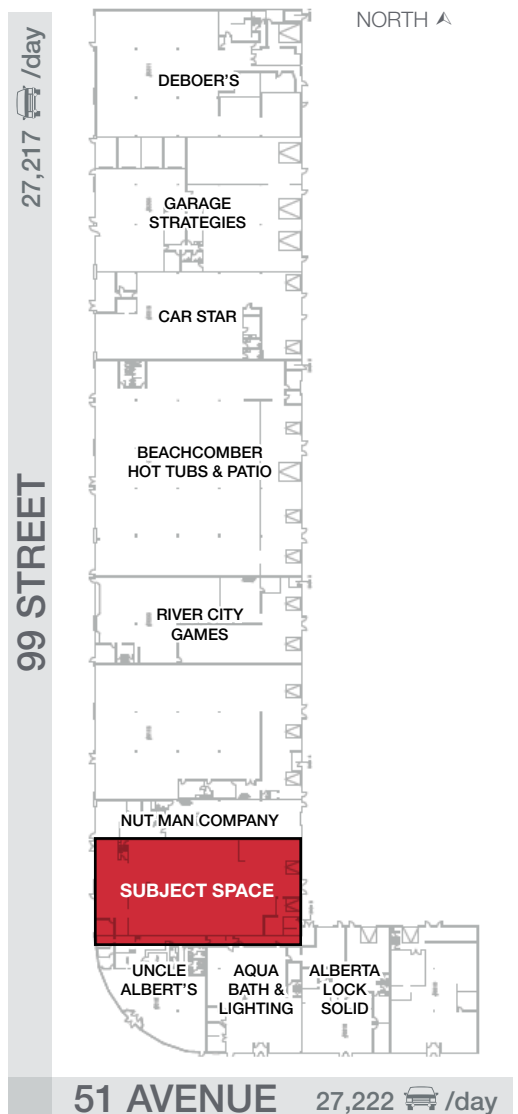 NORTH
27,217 /day
99 STREET
DEBOER'S
GARAGE
STRATEGIES
CAR STAR
BEACHCOMBER
HOT TUBS & PATIO
RIVER CITY
GAMES
NUT MAN COMPANY
SUBJECT SPACE
UNCLE
ALBERT'S
AQUA
BATH &
LIGHTING
ALBERTA
LOCK
SOLID
51 AVENUE
27,222 /day